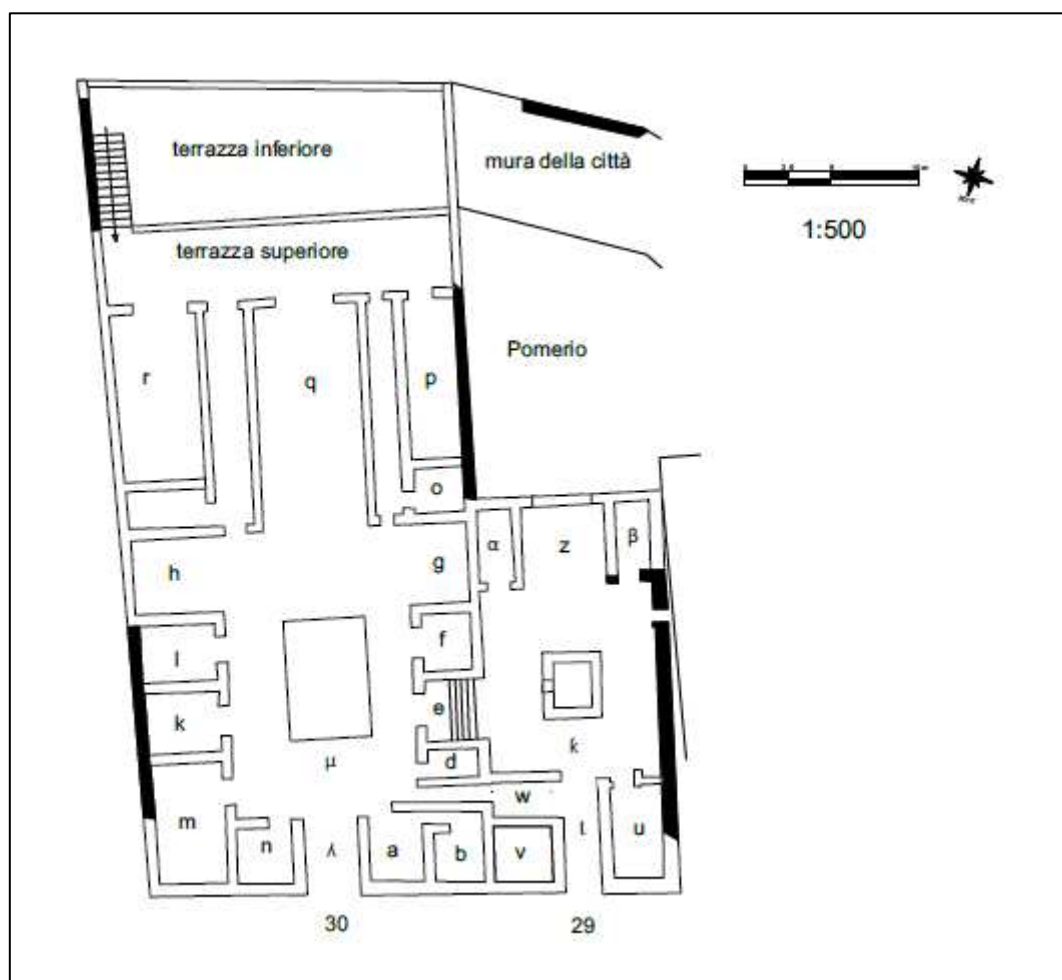 terrazza inferiore
mura della città
1:500
terrazza superiore
Pomerio
r
q
p
o
α
z
β
h
g
f
l
k
e
d
μ
ƙ
w
m
n
λ
a
b
v
ι
u
30
29